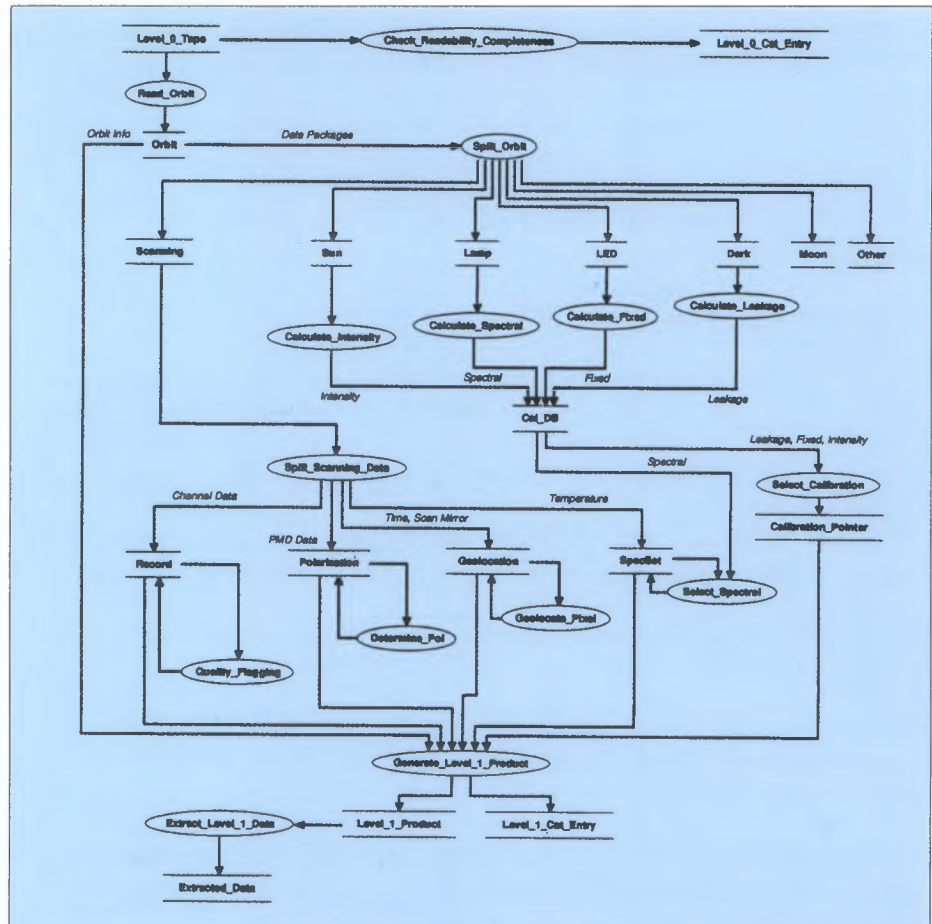 Level_0_Tape
Check_Readability_Completeness
Level_0_Cat_Entry
Read_Orbit
Orbit Info
Orbit
Data Packages
Split_Orbit
Scanning
Sun
Lamp
LED
Dark
Moon
Other
Calculate_Intensity
Calculate_Spectral
Calculate_Fixed
Calculate_Leakage
Intensity
Spectral
Fixed
Leakage
Cal_DB
Leakage, Fixed, Intensity
Spectral
Split_Scanning_Data
Select_Calibration
Channel Data
Temperature
Time, Scan Mirror
Calibration_Pointer
PMD Data
Record
Polarisation
Geolocation
SpecSet
Select_Spectral
Geolocate_Pixel
Determine_Pol
Quality_Flagging
Generate_Level_1_Product
Extract_Level_1_Data
Level_1_Product
Level_1_Cat_Entry
Extracted_Data